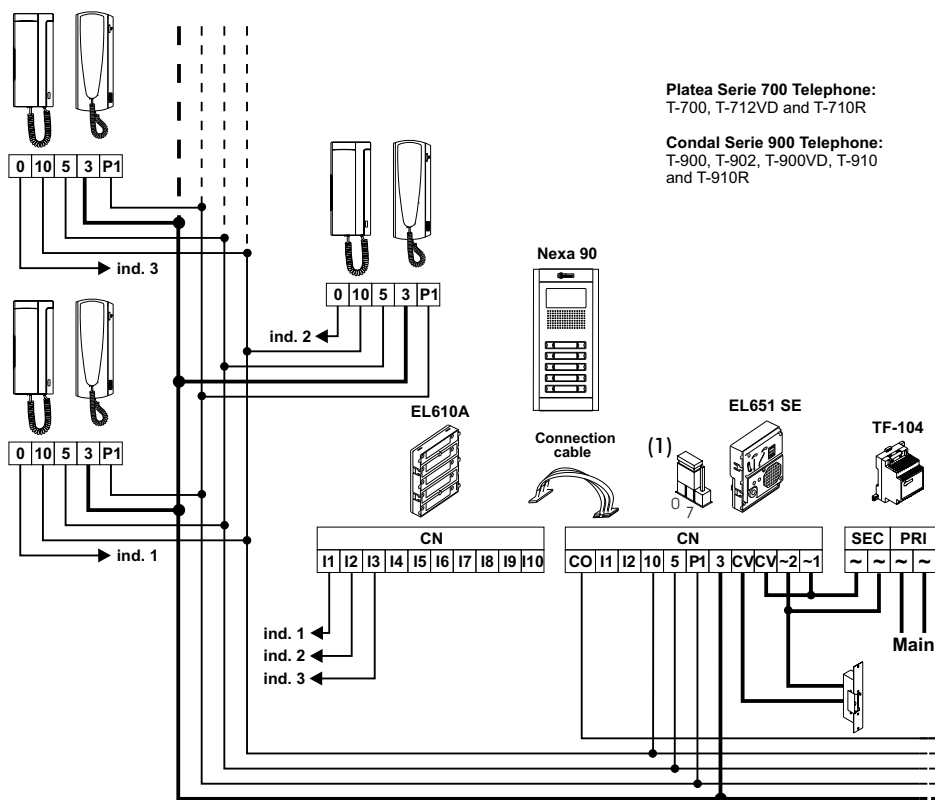 Platea Serie 700 Telephone:
T-700, T-712VD and T-710R
Condal Serie 900 Telephone:
T-900, T-902, T-900VD, T-910
and T-910R
0 10 5 3 P1
ind. 3
Nexa 90
0 10 5 3 P1
ind. 2
EL610A
Connection
cable
(1)
0
7
EL651 SE
TF-104
0 10 5 3 P1
ind. 1
CN
I1 I2 I3 I4 I5 I6 I7 I8 I9 I10
CN
CO I1 I2 10 5 P1 3 CV CV ~2 ~1
SEC PRI
~ ~ ~ ~
ind. 1
ind. 2
ind. 3
Main